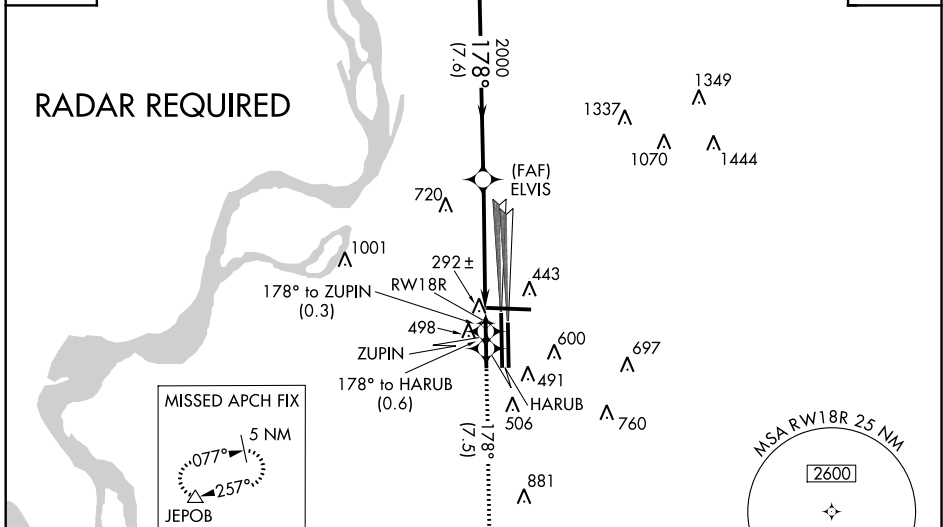 2000
178°
(7.6)
RADAR REQUIRED
1349
1337
1070
1444
(FAF)
ELVIS
720
1001
292±
RW18R
443
178° to ZUPIN
(0.3)
498
ZUPIN
600
697
178° to HARUB
(0.6)
491
HARUB
506
760
178°
(7.5)
881
MISSED APCH FIX
5 NM
077°
257°
JEPOB
MSA RW18R 25 NM
2600